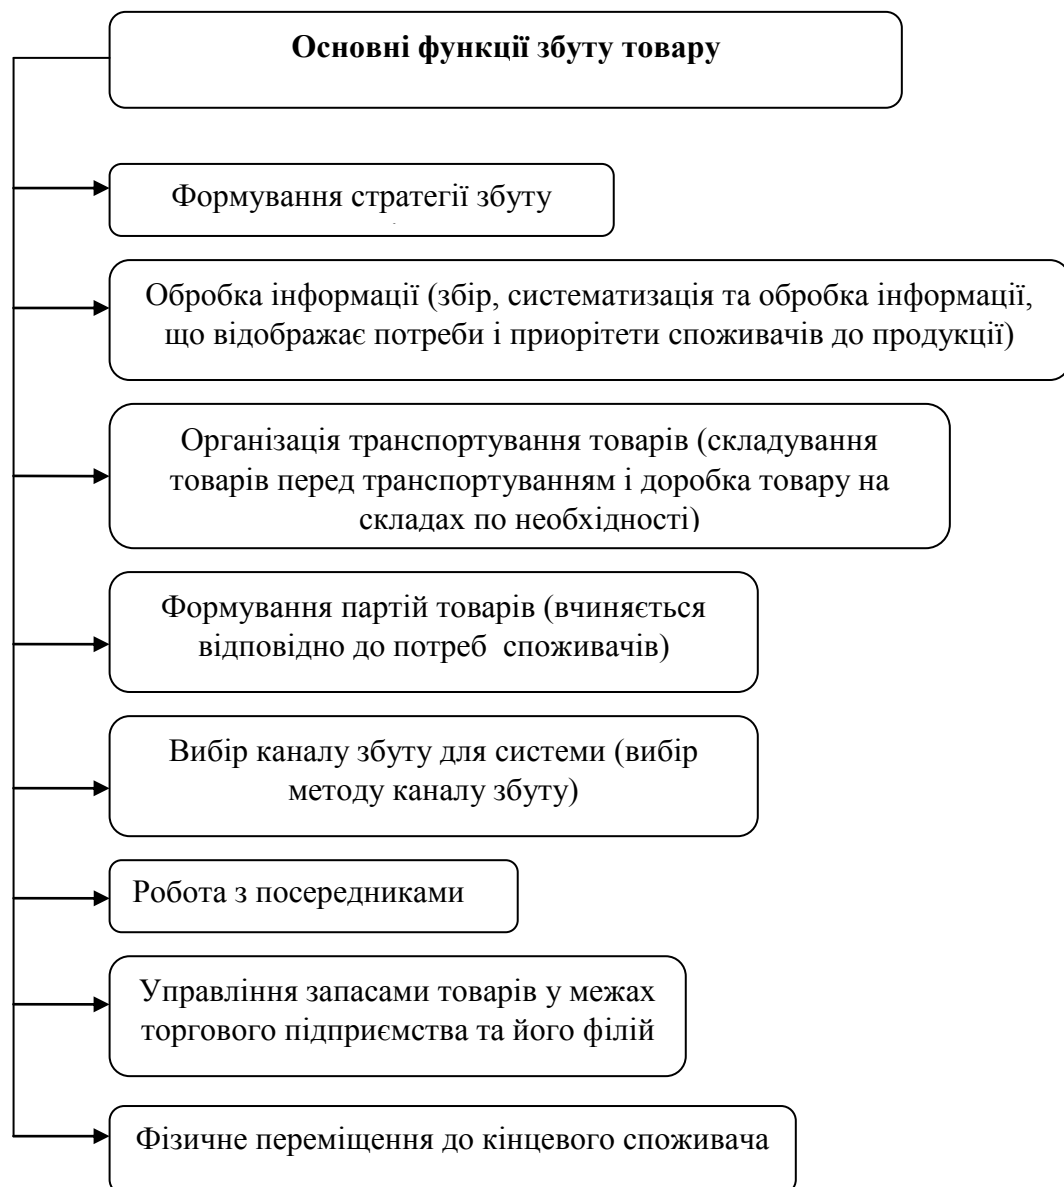 Основні функції збуту товару
Формування стратегії збуту
Обробка інформації (збір, систематизація та обробка інформації,
що відображає потреби і приорітети споживачів до продукції)
Організація транспортування товарів (складування
товарів перед транспортуванням і доробка товару на
складах по необхідності)
Формування партій товарів (вчиняється
відповідно до потреб споживачів)
Вибір каналу збуту для системи (вибір
методу каналу збуту)
Робота з посередниками
Управління запасами товарів у межах
торгового підприємства та його філій
Фізичне переміщення до кінцевого споживача